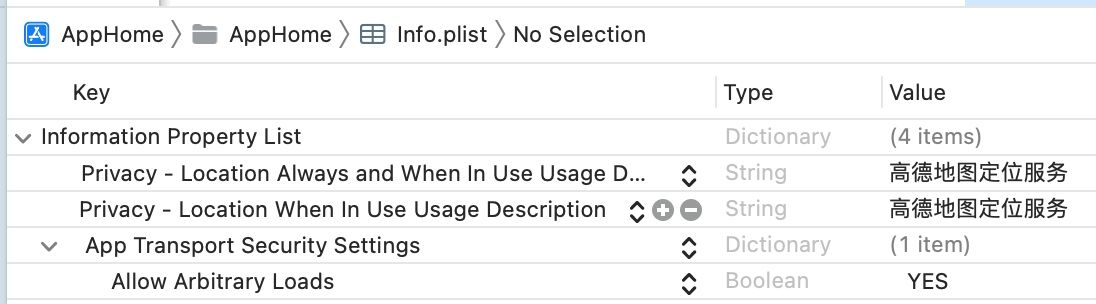 AppHome 〉 AppHome 〉 Info.plist 〉 No Selection
Key Type Value
Information Property List Dictionary (4 items)
Privacy - Location Always and When In Use Usage D... String 高德地图定位服务
Privacy - Location When In Use Usage Description String 高德地图定位服务
App Transport Security Settings Dictionary (1 item)
Allow Arbitrary Loads Boolean YES